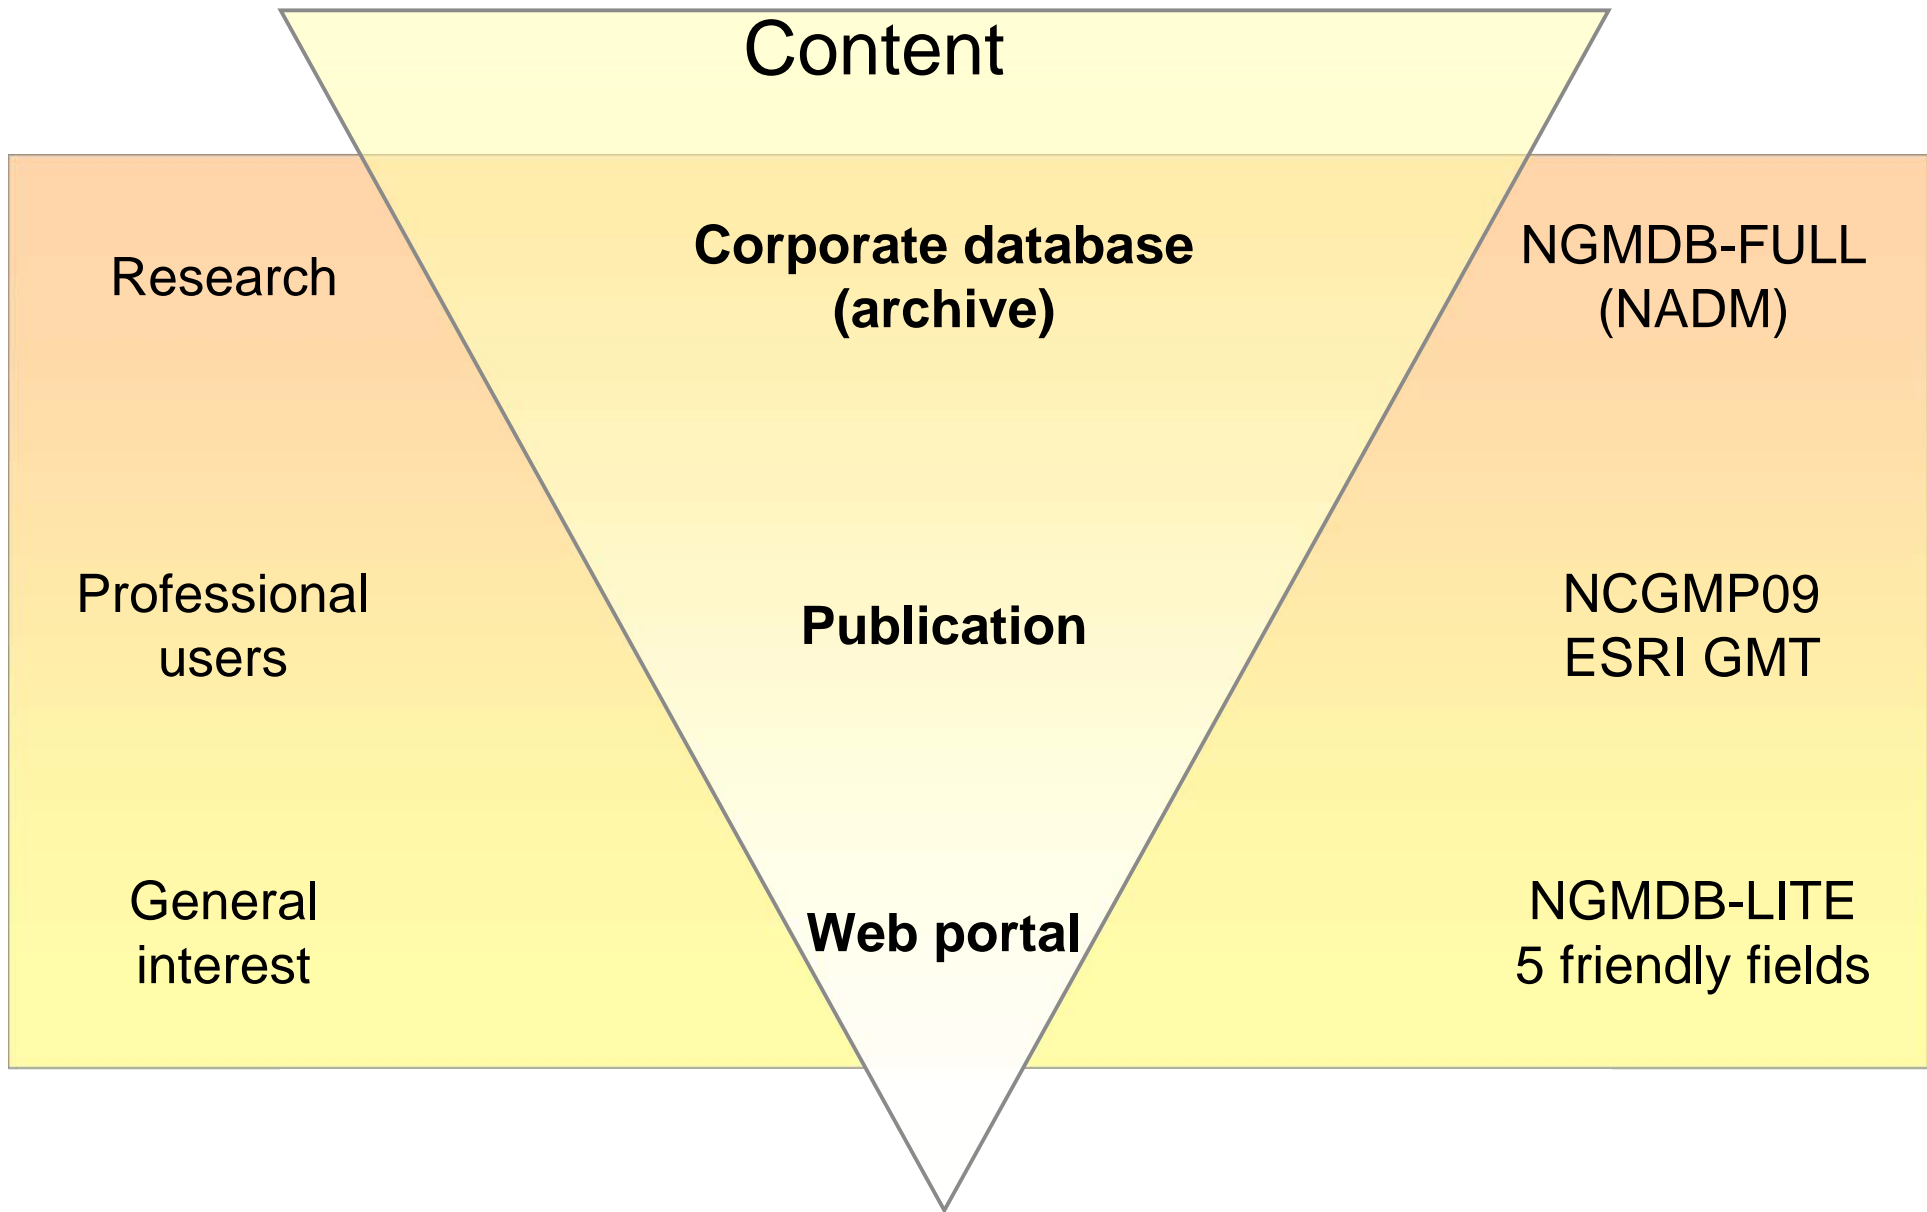 Content
Research
Corporate database
(archive)
NGMDB-FULL
(NADM)
Professional
users
Publication
NCGMP09
ESRI GMT
General
interest
Web portal
NGMDB-LITE
5 friendly fields